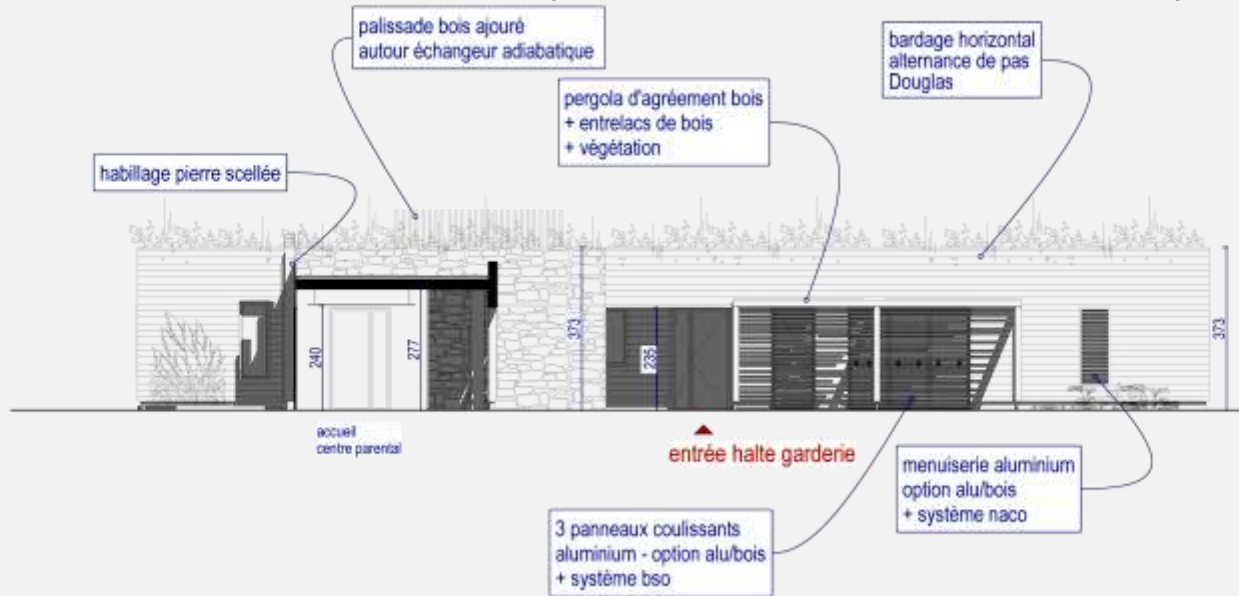 palissade bois ajouré
autour échangeur adiabatique
bardage horizontal
alternance de pas
Douglas
pergola d'agréement bois
+ entrelacs de bois
+ végétation
habillage pierre scellée
240
277
373
235
373
accueil
centre parental
entrée halte garderie
menuiserie aluminium
option alu/bois
+ système naco
3 panneaux coulissants
aluminium - option alu/bois
+ système bso